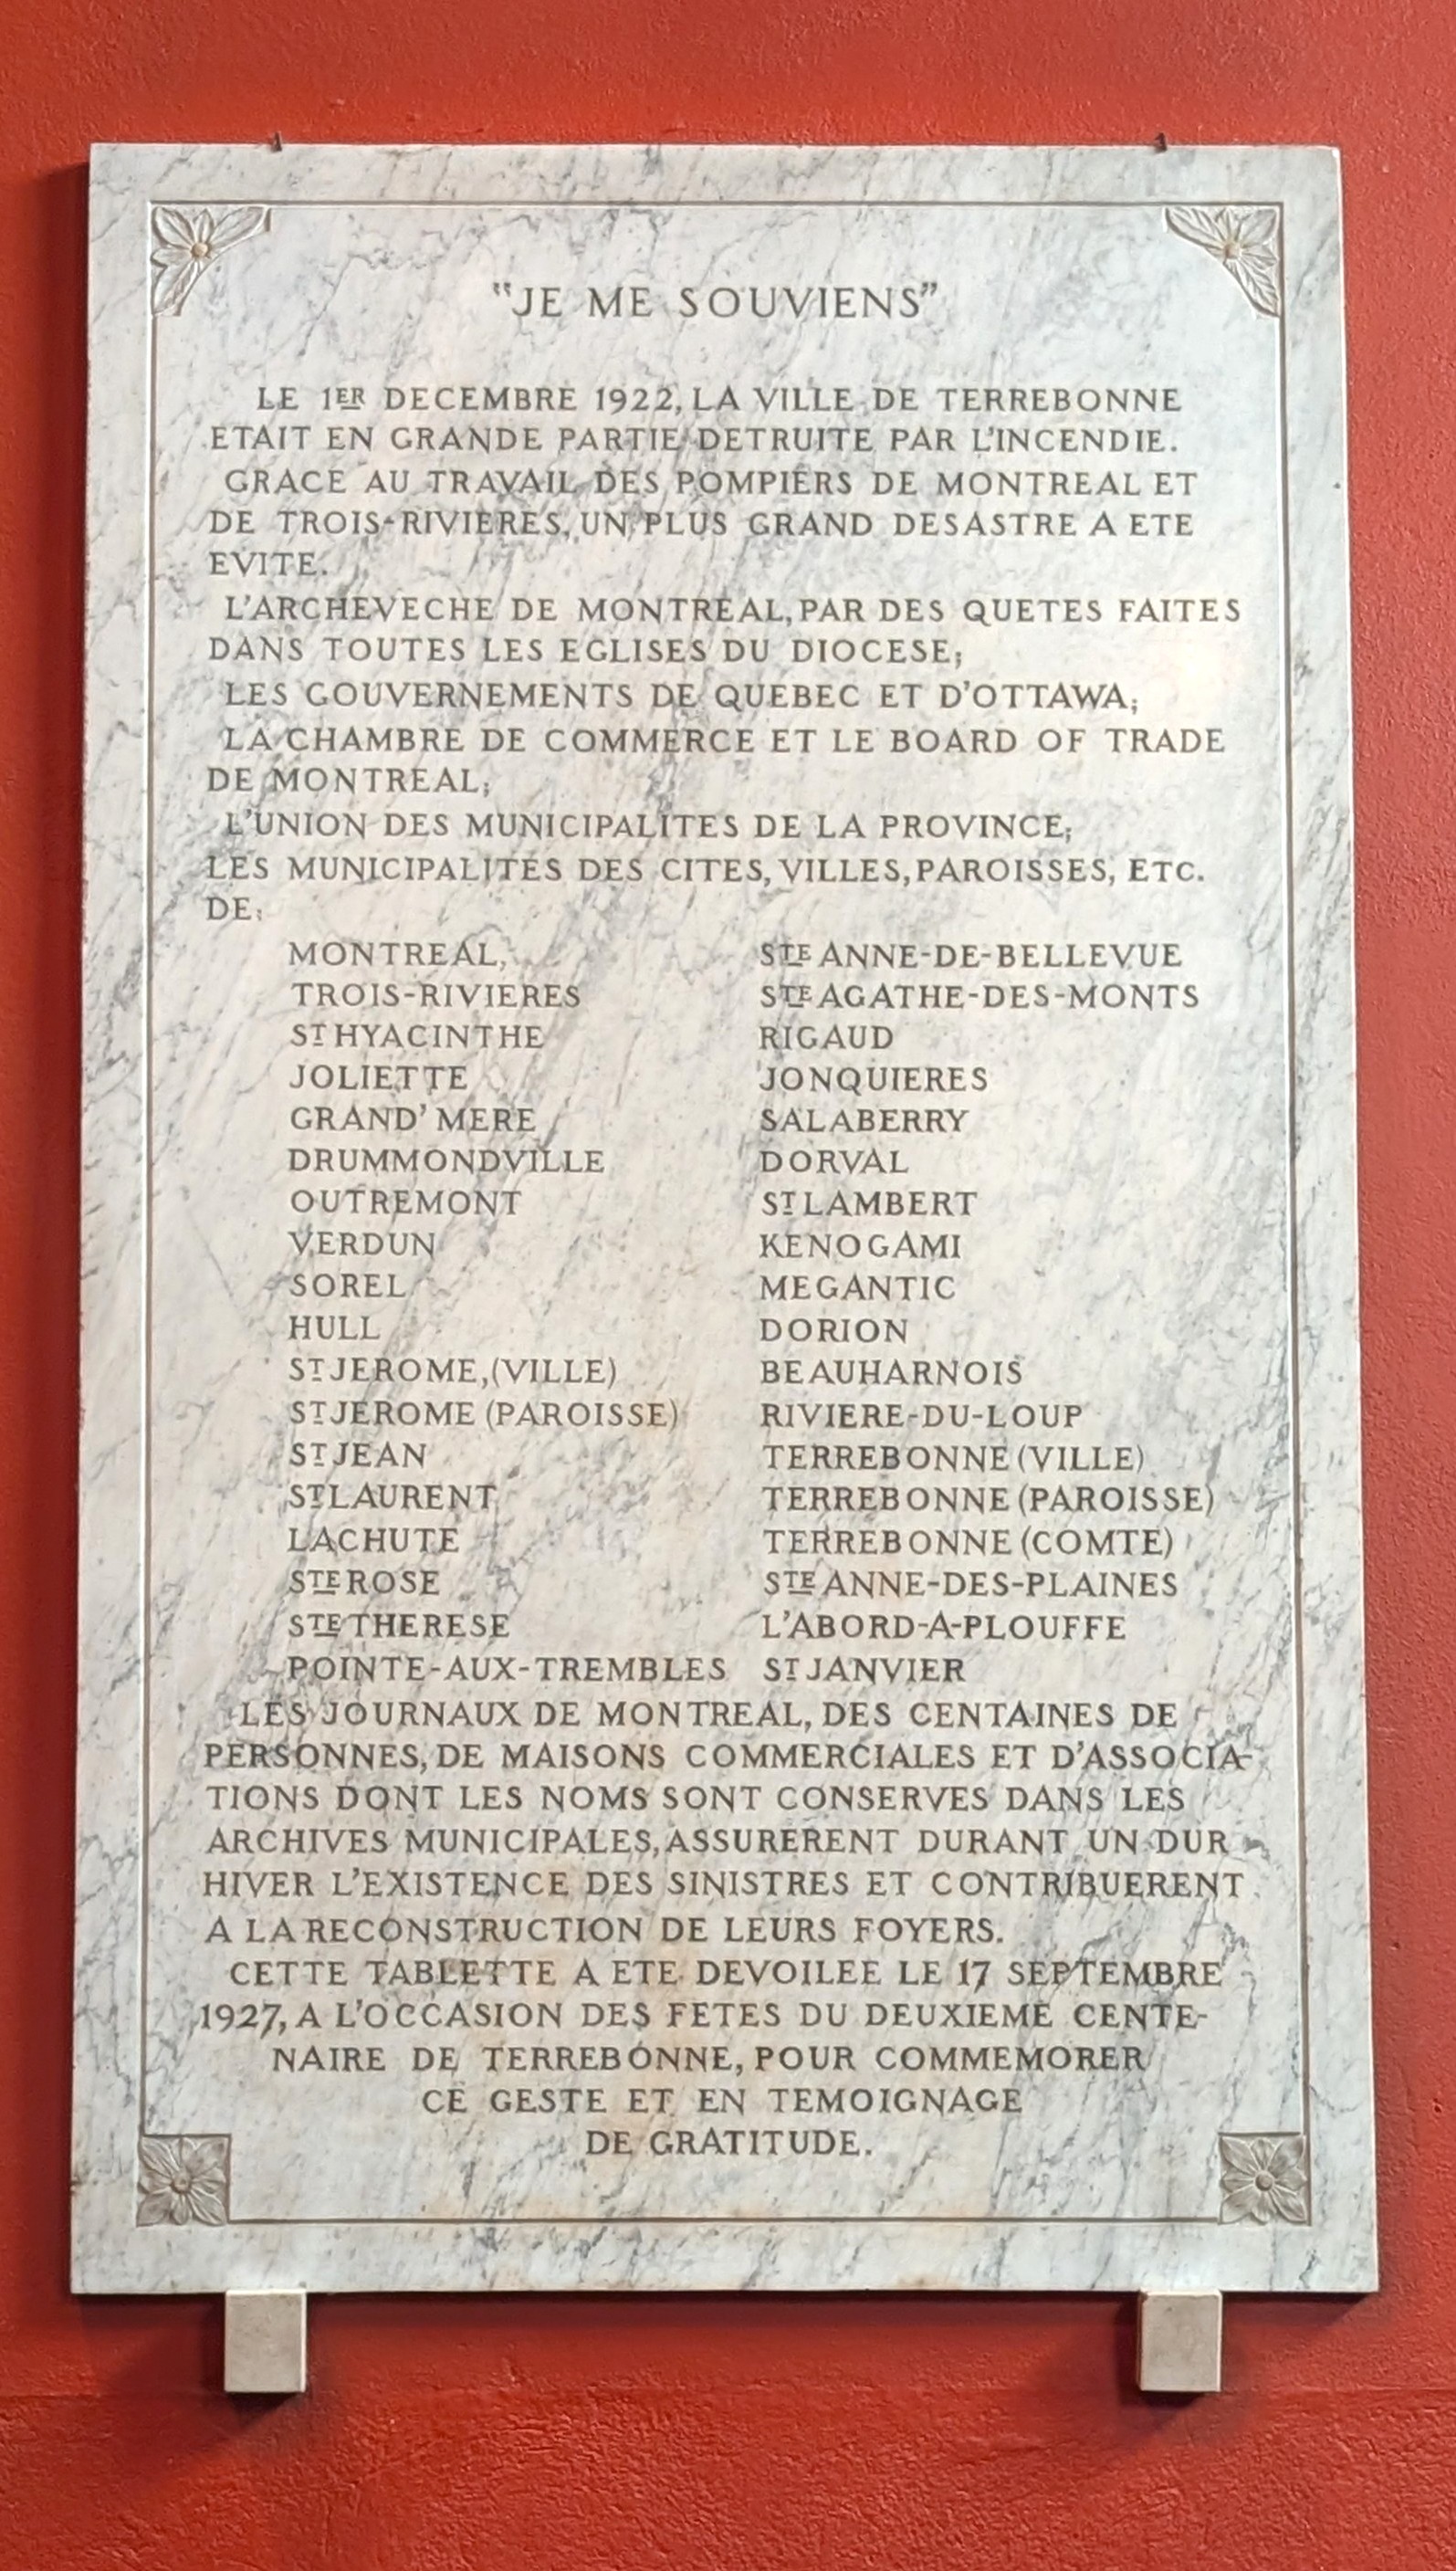 "JE ME SOUVIENS"
LE 1ER DECEMBRE 1922, LA VILLE DE TERREBONNE
ETAIT EN GRANDE PARTIE DETRUITE PAR L'INCENDIE.
GRACE AU TRAVAIL DES POMPIERS DE MONTREAL ET
DE TROIS-RIVIERES, UN PLUS GRAND DESASTRE A ETE
EVITE.
L'ARCHEVECHE DE MONTREAL, PAR DES QUETES FAITES
DANS TOUTES LES EGLISES DU DIOCESE;
LES GOUVERNEMENTS DE QUEBEC ET D'OTTAWA;
LA CHAMBRE DE COMMERCE ET LE BOARD OF TRADE
DE MONTREAL;
L'UNION DES MUNICIPALITES DE LA PROVINCE;
LES MUNICIPALITES DES CITES, VILLES, PAROISSES, ETC.
DE:
MONTREAL, STE ANNE-DE-BELLEVUE
TROIS-RIVIERES STE AGATHE-DES-MONTS
ST HYACINTHE RIGAUD
JOLIETTE JONQUIERES
GRAND' MERE SALABERRY
DRUMMONDVILLE DORVAL
OUTREMONT ST LAMBERT
VERDUN KENOGAMI
SOREL MEGANTIC
HULL DORION
ST JEROME, (VILLE) BEAUHARNOIS
ST JEROME (PAROISSE) RIVIERE-DU-LOUP
ST JEAN TERREBONNE (VILLE)
ST LAURENT TERREBONNE (PAROISSE)
LACHUTE TERREBONNE (COMTE)
STE ROSE STE ANNE-DES-PLAINES
STE THERESE L'ABORD-A-PLOUFFE
POINTE-AUX-TREMBLES ST JANVIER
LES JOURNAUX DE MONTREAL, DES CENTAINES DE
PERSONNES, DE MAISONS COMMERCIALES ET D'ASSOCIA-
TIONS DONT LES NOMS SONT CONSERVES DANS LES
ARCHIVES MUNICIPALES, ASSURERENT DURANT UN DUR
HIVER L'EXISTENCE DES SINISTRES ET CONTRIBUERENT
A LA RECONSTRUCTION DE LEURS FOYERS.
CETTE TABLETTE A ETE DEVOILEE LE 17 SEPTEMBRE
1927, A L'OCCASION DES FETES DU DEUXIEME CENTE-
NAIRE DE TERREBONNE, POUR COMMEMORER
CE GESTE ET EN TEMOIGNAGE
DE GRATITUDE.